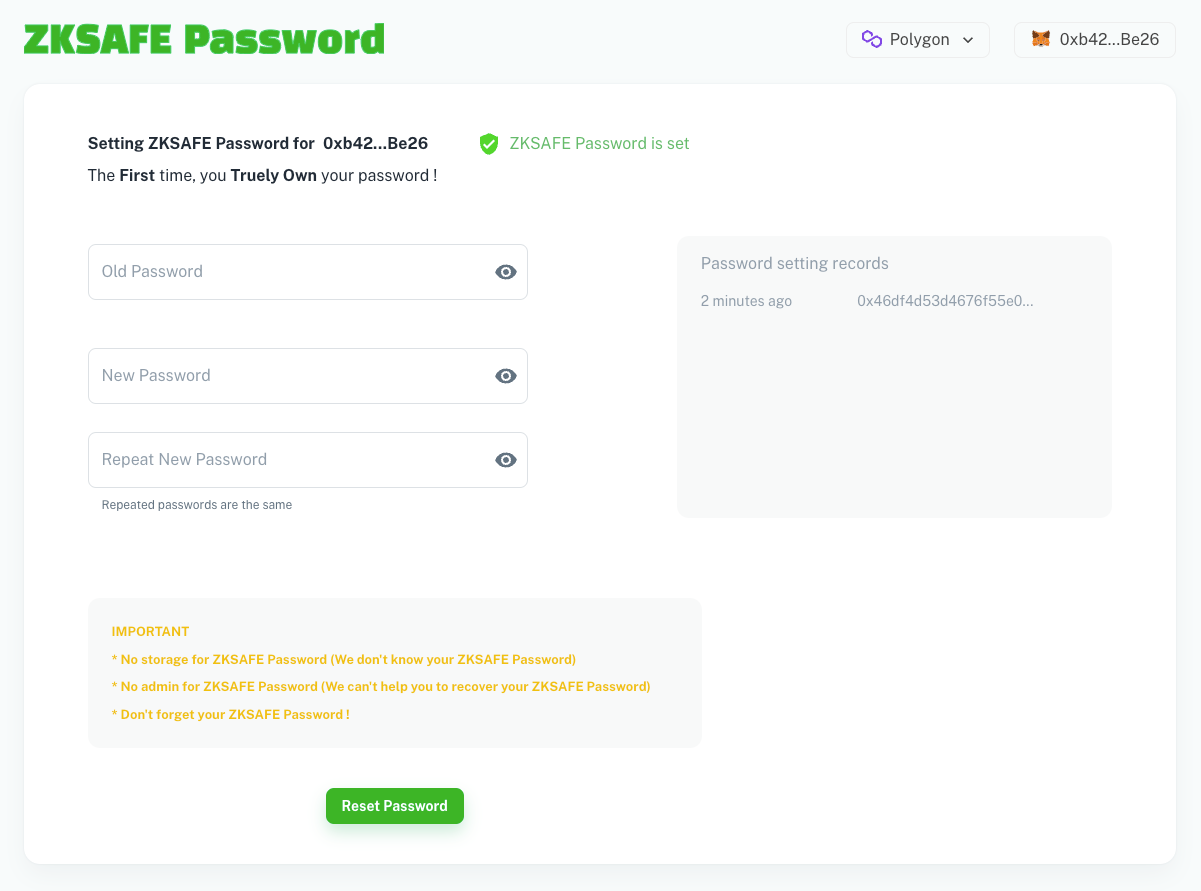 ZKSAFE Password
Polygon
0xb42...Be26
Setting ZKSAFE Password for 0xb42...Be26
ZKSAFE Password is set
The First time, you Truely Own your password !
Old Password
New Password
Repeat New Password
Repeated passwords are the same
Password setting records
2 minutes ago 0x46df4d53d4676f55e0...
IMPORTANT
* No storage for ZKSAFE Password (We don't know your ZKSAFE Password)
* No admin for ZKSAFE Password (We can't help you to recover your ZKSAFE Password)
* Don't forget your ZKSAFE Password !
Reset Password